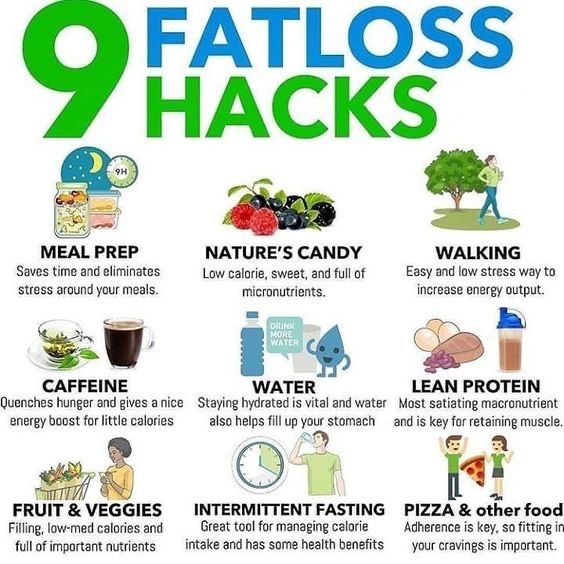 9 FATLOSS
HACKS
9H
MEAL PREP
Saves time and eliminates
stress around your meals.
NATURE'S CANDY
Low calorie, sweet, and full of
micronutrients.
WALKING
Easy and low stress way to
increase energy output.
CAFFEINE
Quenches hunger and gives a nice
energy boost for little calories
DRINK
MORE
WATER
WATER
Staying hydrated is vital and water
also helps fill up your stomach
LEAN PROTEIN
Most satiating macronutrient
and is key for retaining muscle.
FRUIT & VEGGIES
Filling, low-med calories and
full of important nutrients
INTERMITTENT FASTING
Great tool for managing calorie
intake and has some health benefits
PIZZA & other food
Adherence is key, so fitting in
your cravings is important.